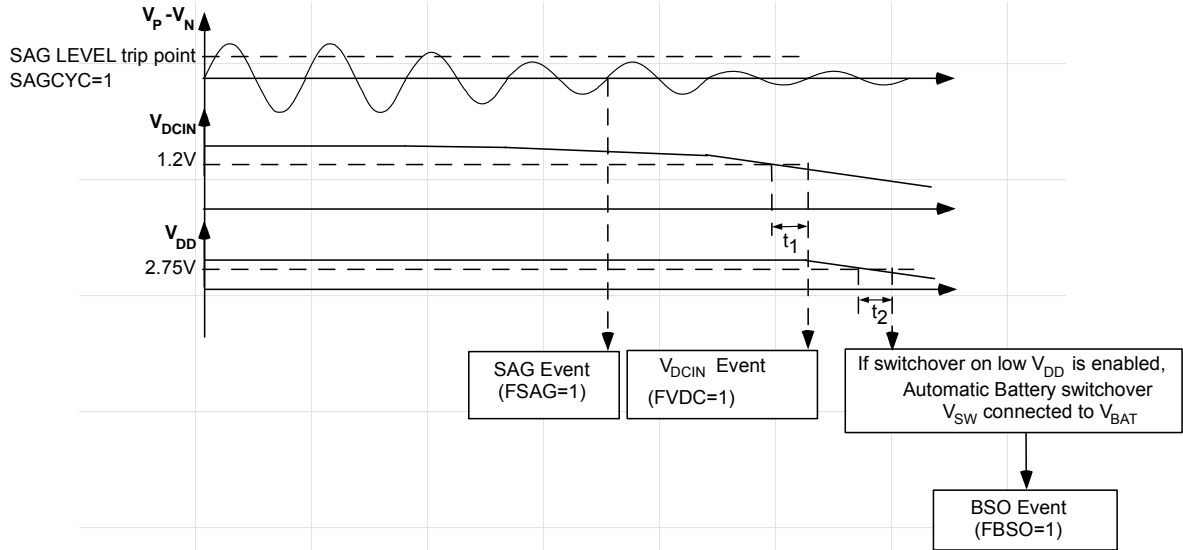 VP -VN
SAG LEVEL trip point
SAGCYC=1
VDCIN
1.2V
t1
VDD
2.75V
t2
SAG Event
(FSAG=1)
VDCIN Event
(FVDC=1)
If switchover on low VDD is enabled,
Automatic Battery switchover
VSW connected to VBAT
BSO Event
(FBSO=1)